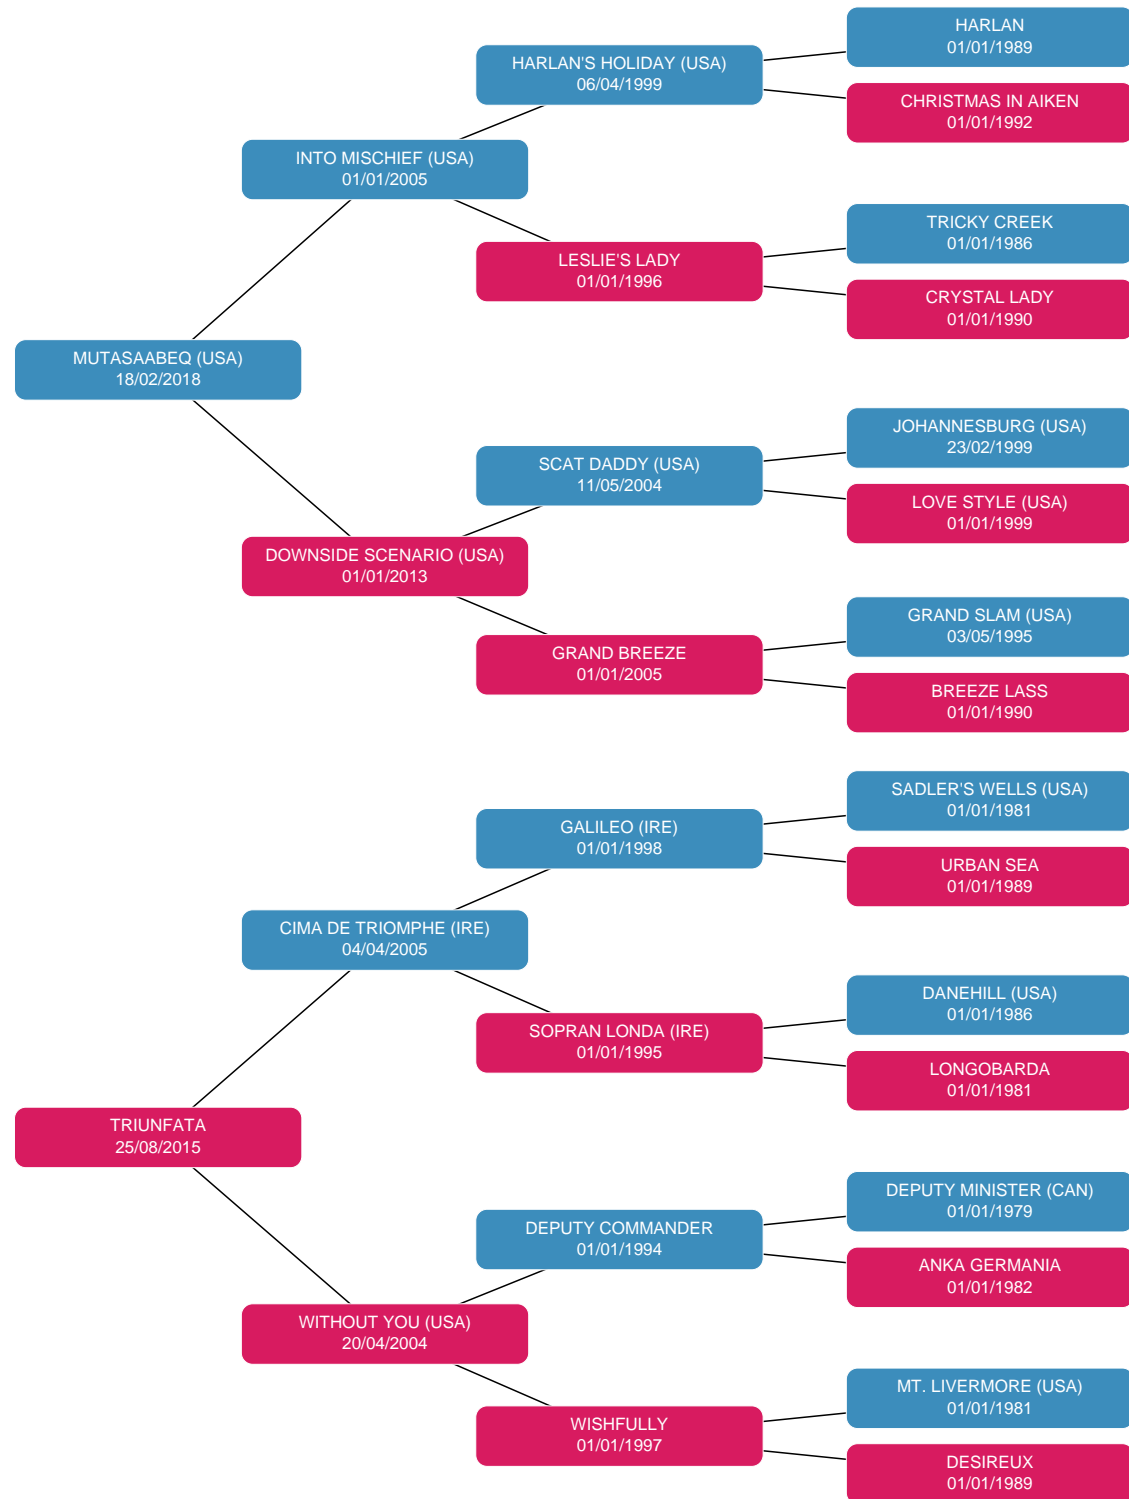 HARLAN
01/01/1989
HARLAN'S HOLIDAY (USA)
06/04/1999
CHRISTMAS IN AIKEN
01/01/1992
INTO MISCHIEF (USA)
01/01/2005
TRICKY CREEK
01/01/1986
LESLIE'S LADY
01/01/1996
CRYSTAL LADY
01/01/1990
MUTASAABEQ (USA)
18/02/2018
JOHANNESBURG (USA)
23/02/1999
SCAT DADDY (USA)
11/05/2004
LOVE STYLE (USA)
01/01/1999
DOWNSIDE SCENARIO (USA)
01/01/2013
GRAND SLAM (USA)
03/05/1995
GRAND BREEZE
01/01/2005
BREEZE LASS
01/01/1990
SADLER'S WELLS (USA)
01/01/1981
GALILEO (IRE)
01/01/1998
URBAN SEA
01/01/1989
CIMA DE TRIOMPHE (IRE)
04/04/2005
DANEHILL (USA)
01/01/1986
SOPRAN LONDA (IRE)
01/01/1995
LONGOBARDA
01/01/1981
TRIUNFATA
25/08/2015
DEPUTY MINISTER (CAN)
01/01/1979
DEPUTY COMMANDER
01/01/1994
ANKA GERMANIA
01/01/1982
WITHOUT YOU (USA)
20/04/2004
MT. LIVERMORE (USA)
01/01/1981
WISHFULLY
01/01/1997
DESIREUX
01/01/1989